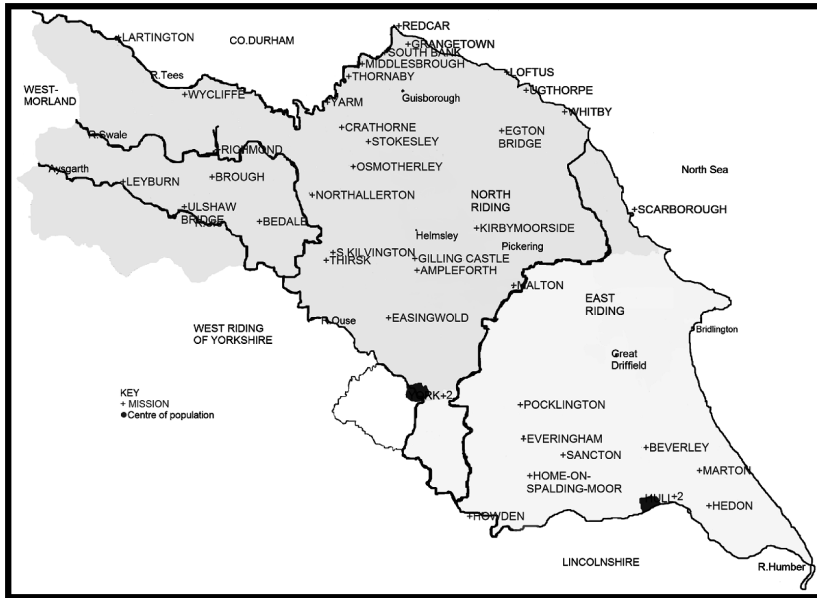 +REDCAR
+LARTINGTON
CO.DURHAM
+GRANGETOWN
+SOUTH BANK
+MIDDLESBROUGH
R.Tees
+THORNABY
+LOFTUS
WEST-
MORLAND
+WYCLIFFE
+YARM
Guisborough
+UGTHORPE
+WHITBY
R.Swale
+CRATHORNE
+STOKESLEY
+EGTON
BRIDGE
+RICHMOND
Aysgarth
+LEYBURN
+BROUGH
+OSMOTHERLEY
North Sea
+NORTHALLERTON
NORTH
RIDING
+ULSHAW
BRIDGE
+BEDALE
+SCARBOROUGH
Helmsley
+KIRBYMOORSIDE
Pickering
+S.KILVINGTON
+THIRSK
+GILLING CASTLE
+AMPLEFORTH
+MALTON
EAST
RIDING
R.Ouse
+EASINGWOLD
WEST RIDING
OF YORKSHIRE
Bridlington
Great
Driffield
KEY
+ MISSION
Centre of population
+2
+POCKLINGTON
+EVERINGHAM
+SANCTON
+BEVERLEY
+HOME-ON-
SPALDING-MOOR
+MARTON
HULL+2
+HEDON
+HOWDEN
LINCOLNSHIRE
R.Humber